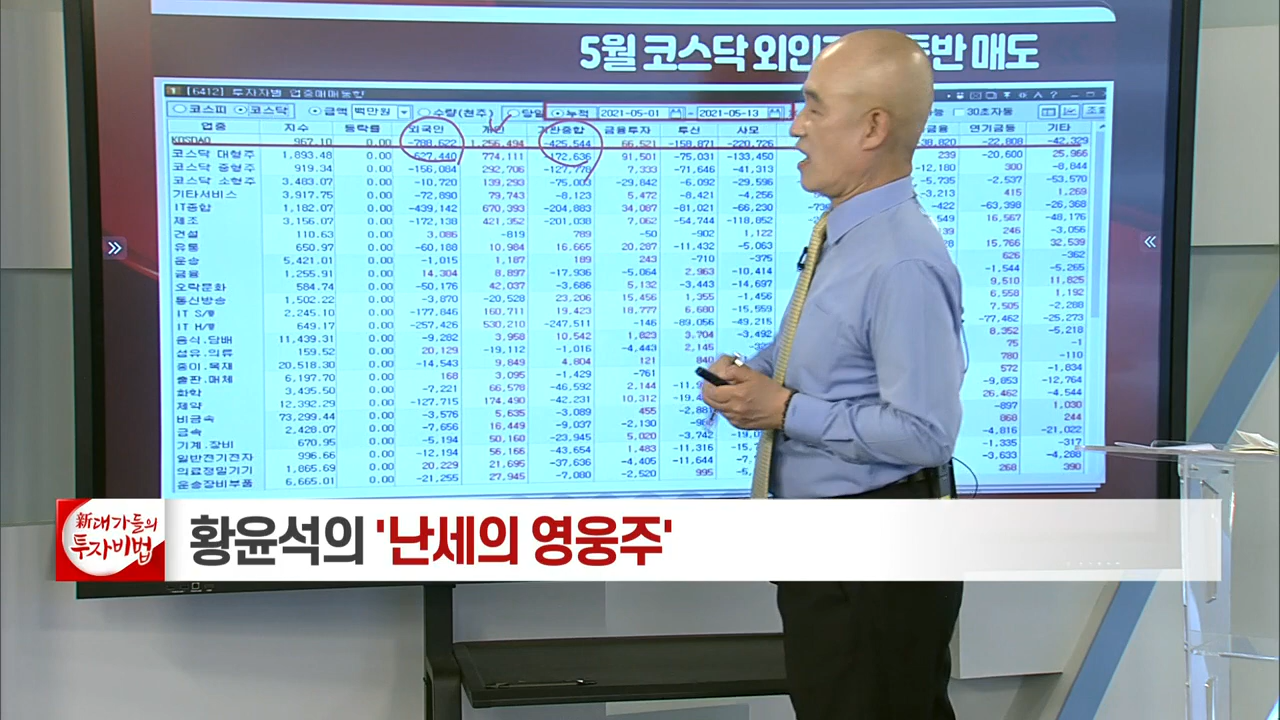 5월 코스닥 외인 동반 매도
[6412] 투자자별 업종매매동향
코스피 코스닥 금액 백만원 수량(천주) 당일 누적 2021-05-01 - 2021-05-13 30초자동 조회
업종 지수 등락률 외국인 개인 기관종합 금융투자 투신 사모 금융 연기금등 기타
KOSDAQ 967.10 0.00 -788,622 1,256,494 -425,544 66,521 -158,871 -220,726 -38,820 -22,808 -42,329
코스닥 대형주 1,893.48 0.00 -627,440 774,111 -172,636 91,501 -75,031 -133,450 239 -20,600 25,966
코스닥 중형주 919.34 0.00 -156,084 292,706 -127,778 7,333 -71,646 -41,313 -12,180 300 -8,844
코스닥 소형주 3,483.07 0.00 -10,720 139,293 -75,003 -29,842 -6,092 -29,596 -5,735 -2,537 -53,570
기타서비스 3,917.75 0.00 -72,890 79,743 -8,123 5,472 -8,421 -4,256 -3,213 415 1,269
IT종합 1,182.07 0.00 -439,142 670,393 -204,883 34,087 -81,021 -66,230 -422 -63,398 -26,368
제조 3,156.07 0.00 -172,138 421,352 -201,038 7,062 -54,744 -118,852 549 16,567 -48,176
건설 110.63 0.00 3,086 -819 789 -50 -902 1,122 139 246 -3,056
유통 650.97 0.00 -60,188 10,984 16,665 20,287 -11,432 -5,063 15,766 32,539
운송 5,421.01 0.00 -1,015 1,187 189 243 -710 -375 626 -362
금융 1,255.91 0.00 14,304 8,897 -17,936 -5,064 2,963 -10,414 -1,544 -5,265
오락문화 584.74 0.00 -50,176 42,037 -3,686 5,132 -3,443 -14,697 9,510 11,825
통신방송 1,502.22 0.00 -3,870 -20,528 23,206 15,456 1,355 -1,456 6,558 1,192
IT S/W 2,245.10 0.00 -177,846 160,711 19,423 18,777 6,680 -15,559 7,505 -2,288
IT H/W 649.17 0.00 -257,426 530,210 -247,511 -146 -89,056 -49,215 -77,462 -25,273
음식.담배 11,439.31 0.00 -9,282 3,958 10,542 1,823 3,704 -3,492 8,352 -5,218
섬유.의류 159.52 0.00 20,129 -19,112 -1,016 -4,443 2,146 75 -1
종이.목재 20,518.30 0.00 -14,543 9,849 4,804 121 840 780 -110
출판.매체 6,197.70 0.00 168 3,095 -1,429 -761 572 -1,834
화학 3,435.50 0.00 -7,221 66,578 -46,592 2,144 -9,853 -12,764
제약 12,392.29 0.00 -127,715 174,490 -42,231 10,312 26,462 -4,544
비금속 73,299.44 0.00 -3,576 5,635 -3,089 455 -897 1,030
금속 2,428.07 0.00 -7,656 16,449 -9,037 -2,130 868 244
기계.장비 670.95 0.00 -5,194 50,160 -23,945 5,020 -3,742 -4,816 -21,022
일반전기전자 996.66 0.00 -12,194 56,166 -43,654 1,483 -11,316 -1,335 -317
의료정밀기기 1,865.69 0.00 20,229 21,695 -37,636 -4,405 -11,644 -3,633 -4,288
운송장비부품 6,665.01 0.00 -21,255 27,945 -7,080 -2,520 995 268 390
新대가들의
투자비법
황윤석의 '난세의 영웅주'